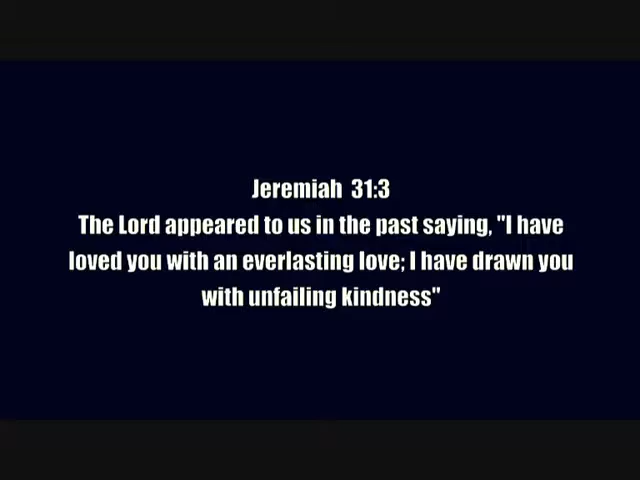 Jeremiah 31:3
The Lord appeared to us in the past saying, "I have
loved you with an everlasting love; I have drawn you
with unfailing kindness"